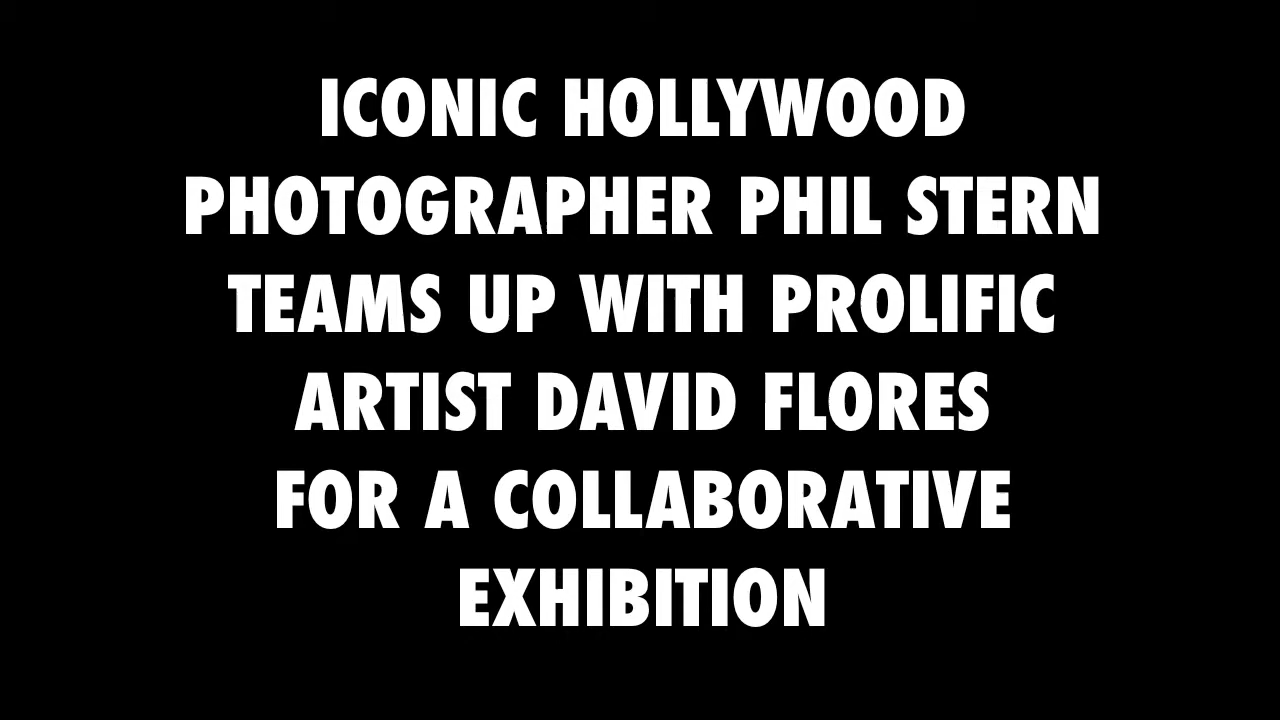 ICONIC HOLLYWOOD
PHOTOGRAPHER PHIL STERN
TEAMS UP WITH PROLIFIC
ARTIST DAVID FLORES
FOR A COLLABORATIVE
EXHIBITION